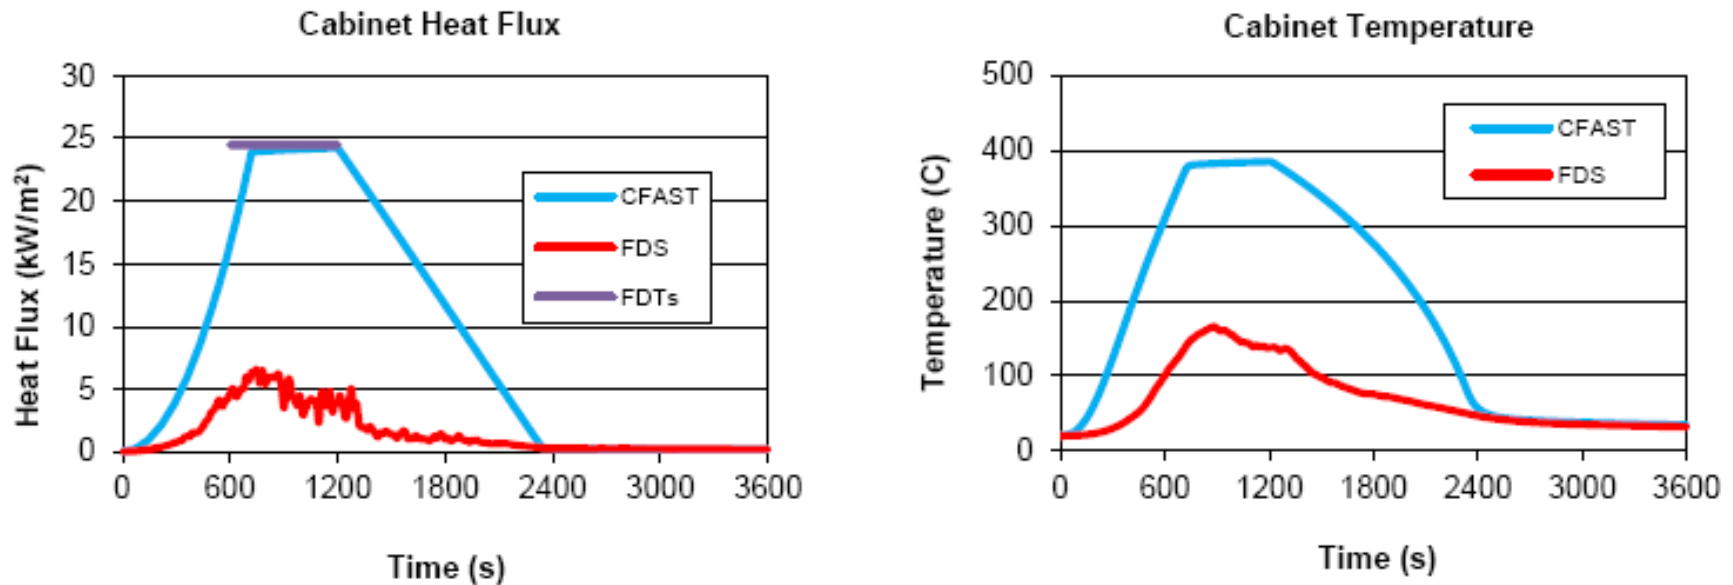 Cabinet Heat Flux
30
25
20
15
10
5
0
Heat Flux (kW/m²)
CFAST
FDS
FDTs
0 600 1200 1800 2400 3000 3600
Time (s)
Cabinet Temperature
500
400
300
200
100
0
Temperature (C)
CFAST
FDS
0 600 1200 1800 2400 3000 3600
Time (s)